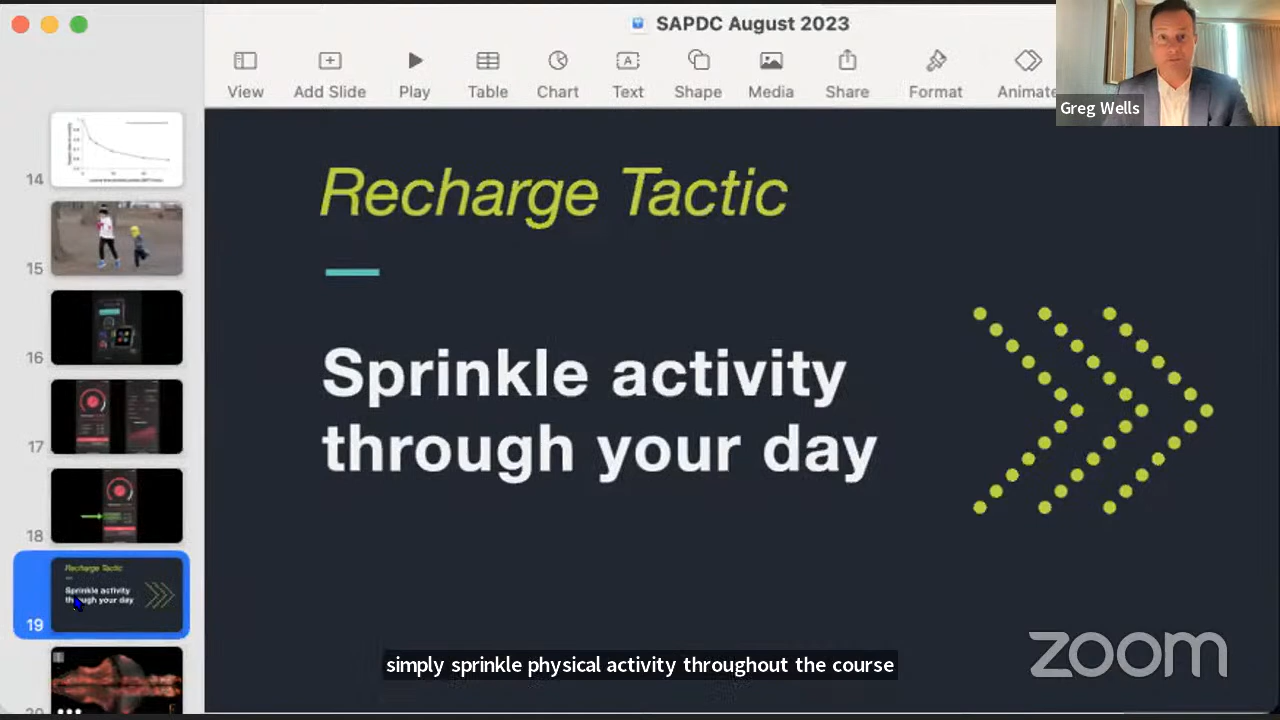 SAPDC August 2023
View
Add Slide
Play
Table
Chart
Text
Shape
Media
Share
Format
Animate
Greg Wells
14
15
16
17
18
Recharge Tactic
Sprinkle activity
through your day
19
Recharge Tactic
Sprinkle activity
through your day
simply sprinkle physical activity throughout the course
zoom